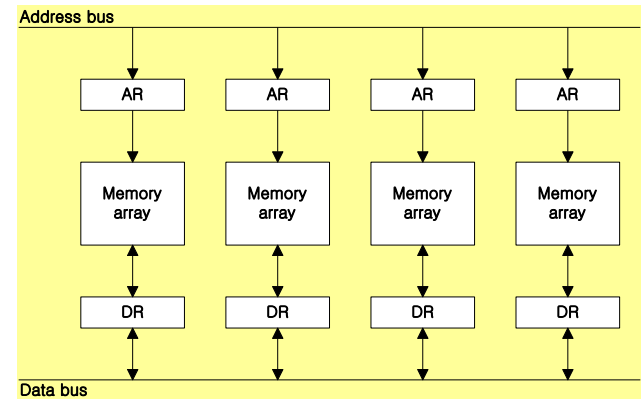 Address bus
AR AR AR AR
Memory Memory Memory Memory
array array array array
DR DR DR DR
Data bus